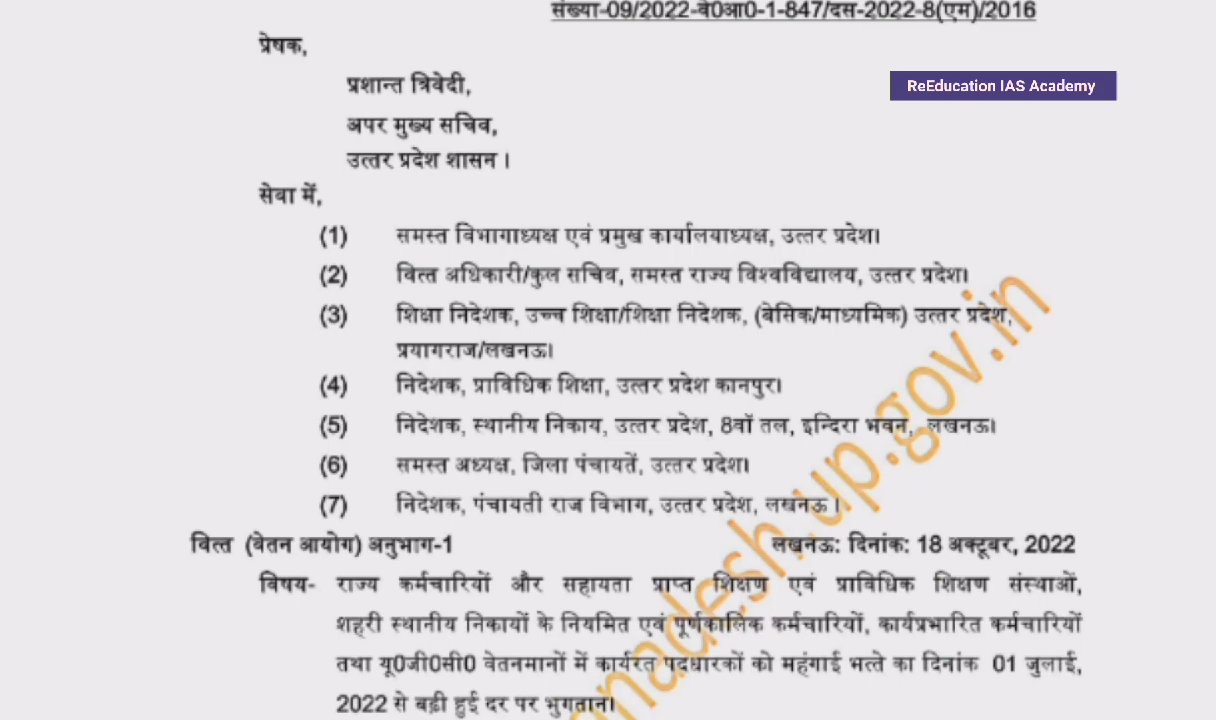 संख्या-09/2022-वे0आ0-1-847/दस-2022-8(एम)/2016
प्रेषक,
प्रशान्त त्रिवेदी,
ReEducation IAS Academy
अपर मुख्य सचिव,
उत्तर प्रदेश शासन।
सेवा में,
(1) समस्त विभागाध्यक्ष एवं प्रमुख कार्यालयाध्यक्ष, उत्तर प्रदेश।
(2) वित्त अधिकारी/कुल सचिव, समस्त राज्य विश्वविद्यालय, उत्तर प्रदेश।
(3) शिक्षा निदेशक, उच्च शिक्षा/शिक्षा निदेशक, (बेसिक/माध्यमिक) उत्तर प्रदेश,
प्रयागराज/लखनऊ।
(4) निदेशक, प्राविधिक शिक्षा, उत्तर प्रदेश कानपुर।
(5) निदेशक, स्थानीय निकाय, उत्तर प्रदेश, 8वॉ तल, इन्दिरा भवन, लखनऊ।
(6) समस्त अध्यक्ष, जिला पंचायतें, उत्तर प्रदेश।
(7) निदेशक, पंचायती राज विभाग, उत्तर प्रदेश, लखनऊ।
वित्त (वेतन आयोग) अनुभाग-1 लखनऊ: दिनांक: 18 अक्टूबर, 2022
विषय- राज्य कर्मचारियों और सहायता प्राप्त शिक्षण एवं प्राविधिक शिक्षण संस्थाओं,
शहरी स्थानीय निकायों के नियमित एवं पूर्णकालिक कर्मचारियों, कार्यप्रभारित कर्मचारियों
तथा यू0जी0सी0 वेतनमानों में कार्यरत पदधारकों को महंगाई भत्ते का दिनांक 01 जुलाई,
2022 से बढ़ी हुई दर पर भुगतान।
nadesh.up.gov.in